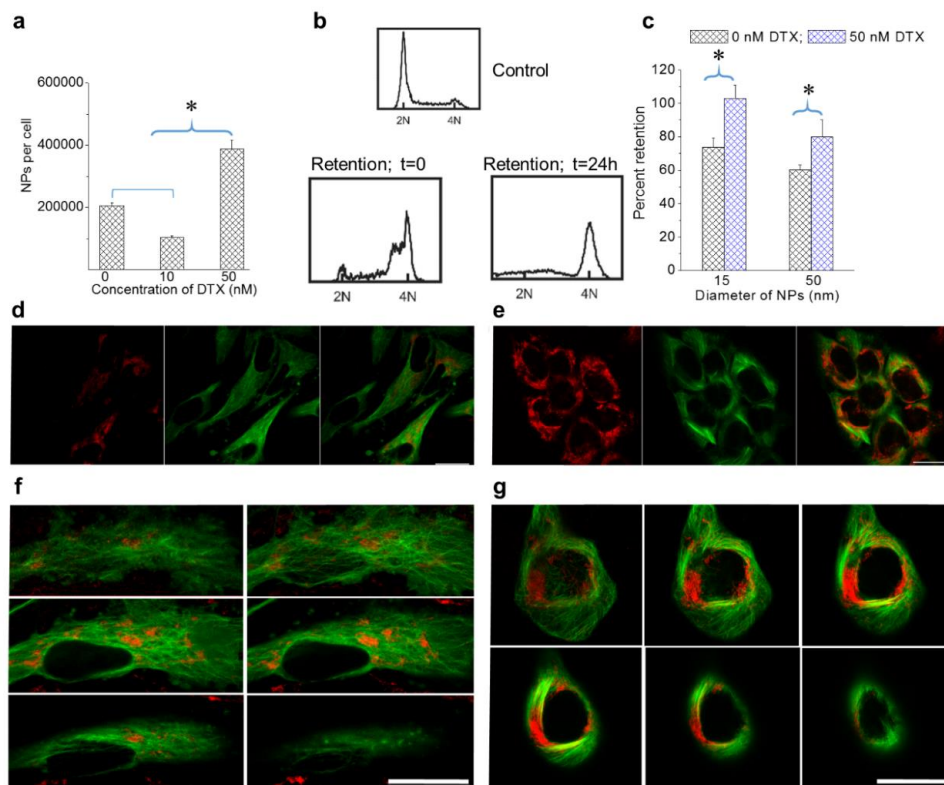 a
600000
400000
200000
NPs per cell
*
0 10 50
Concentration of DTX (nM)
b
Control
2N 4N
Retention; t=0
2N 4N
Retention; t=24h
2N 4N
c
0 nM DTX; 50 nM DTX
120
100
80
60
40
20
0
Percent retention
* *
15 50
Diameter of NPs (nm)
d
e
f
g